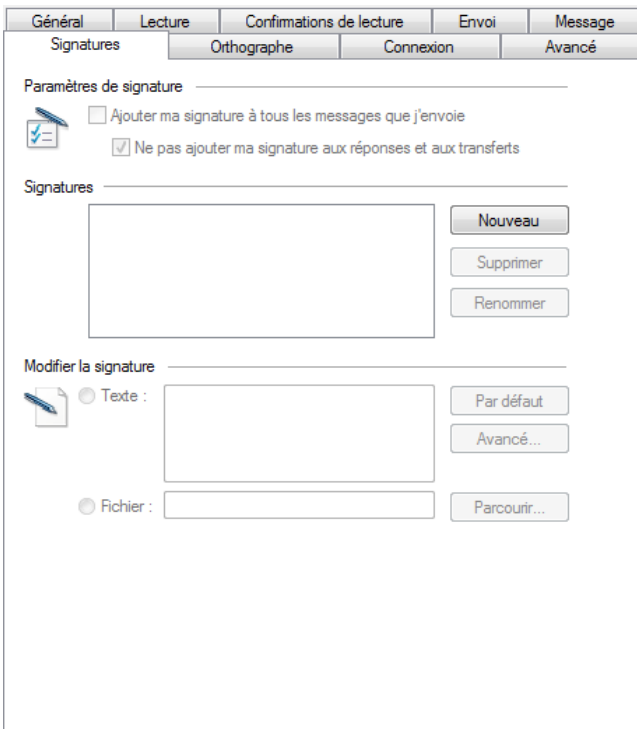 Général Lecture Confirmations de lecture Envoi Message
Signatures Orthographe Connexion Avancé
Paramètres de signature
Ajouter ma signature à tous les messages que j'envoie
Ne pas ajouter ma signature aux réponses et aux transferts
Signatures
Nouveau
Supprimer
Renommer
Modifier la signature
Texte :
Par défaut
Avancé...
Fichier :
Parcourir...